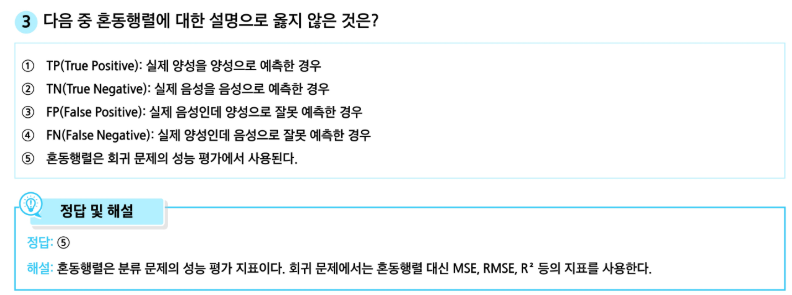 3 다음 중 혼동행렬에 대한 설명으로 옳지 않은 것은?
① TP(True Positive): 실제 양성을 양성으로 예측한 경우
② TN(True Negative): 실제 음성을 음성으로 예측한 경우
③ FP(False Positive): 실제 음성인데 양성으로 잘못 예측한 경우
④ FN(False Negative): 실제 양성인데 음성으로 잘못 예측한 경우
⑤ 혼동행렬은 회귀 문제의 성능 평가에서 사용된다.
정답 및 해설
정답: ⑤
해설: 혼동행렬은 분류 문제의 성능 평가 지표이다. 회귀 문제에서는 혼동행렬 대신 MSE, RMSE, R² 등의 지표를 사용한다.